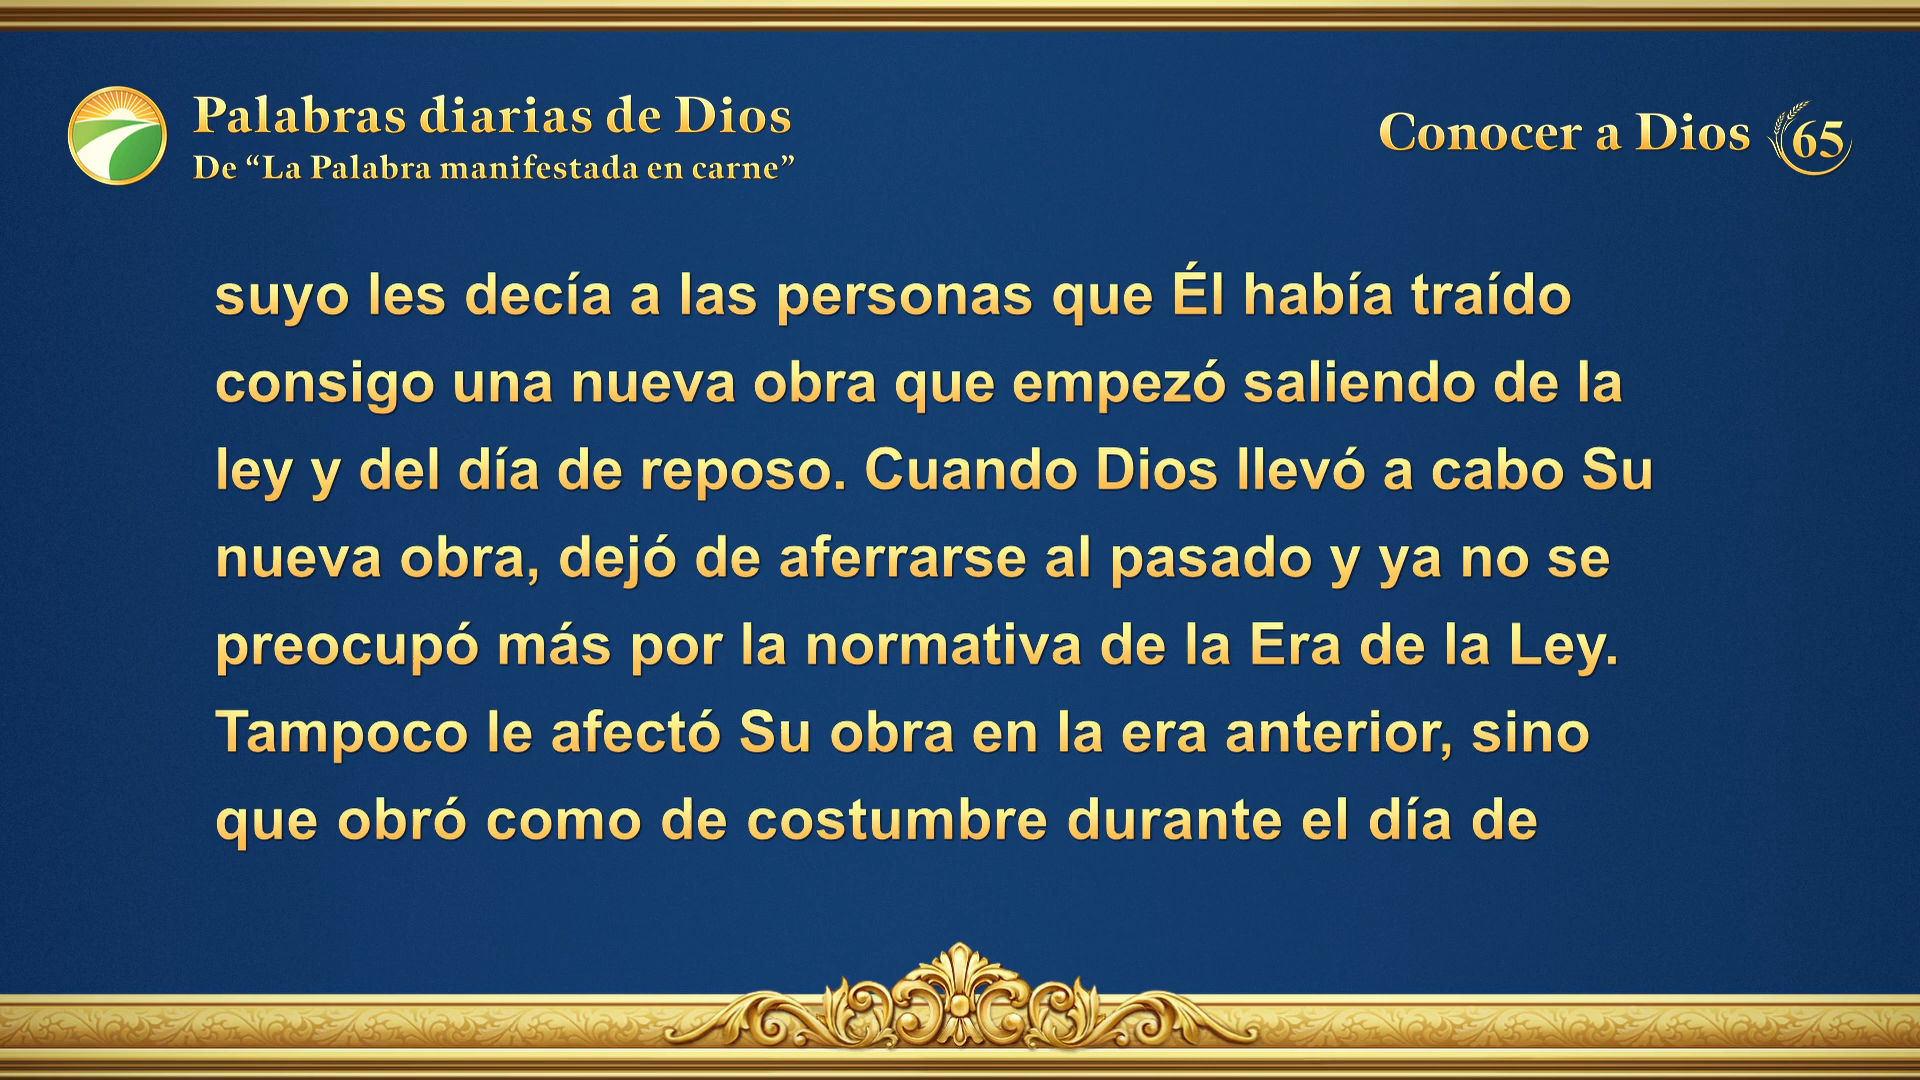 Palabras diarias de Dios
De “La Palabra manifestada en carne”
Conocer a Dios 65
suyo les decía a las personas que Él había traído
consigo una nueva obra que empezó saliendo de la
ley y del día de reposo. Cuando Dios llevó a cabo Su
nueva obra, dejó de aferrarse al pasado y ya no se
preocupó más por la normativa de la Era de la Ley.
Tampoco le afectó Su obra en la era anterior, sino
que obró como de costumbre durante el día de